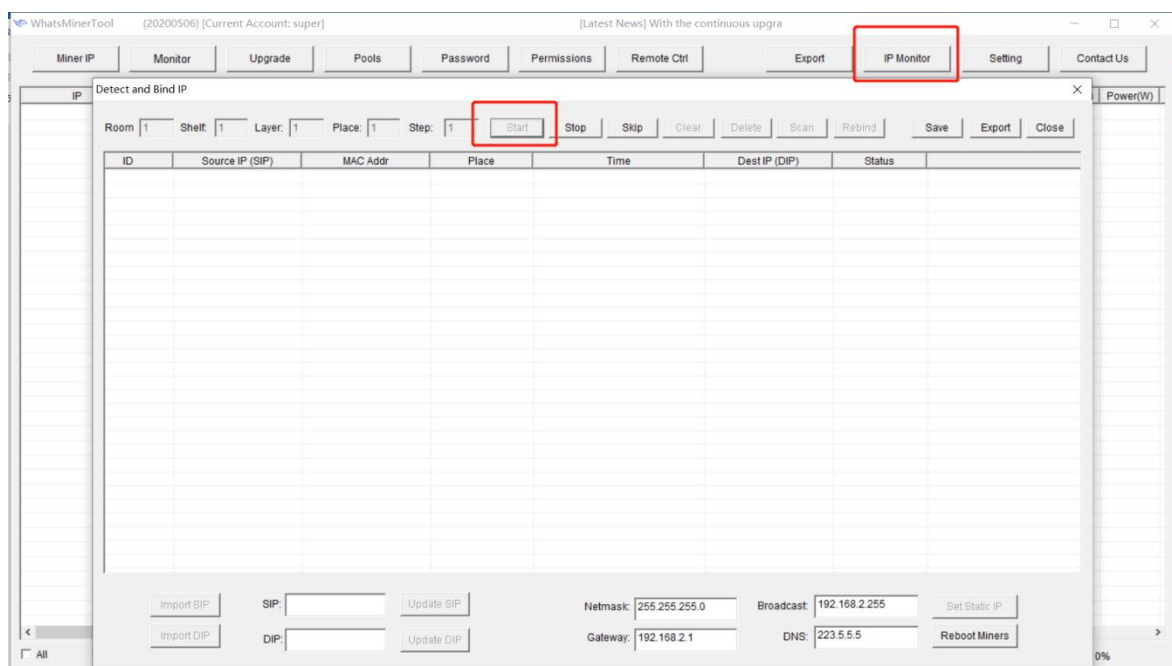 WhatsMinerTool (20200506) [Current Account: super] [Latest News] With the continuous upgra
Miner IP Monitor Upgrade Pools Password Permissions Remote Ctrl Export IP Monitor Setting Contact Us
IP Power(W)
Detect and Bind IP
Room 1 Shelf: 1 Layer: 1 Place: 1 Step: 1 Start Stop Skip Clear Delete Scan Rebind Save Export Close
ID Source IP (SIP) MAC Addr Place Time Dest IP (DIP) Status
Import SIP SIP: Update SIP Netmask: 255.255.255.0 Broadcast: 192.168.2.255 Set Static IP
Import DIP DIP: Update DIP Gateway: 192.168.2.1 DNS: 223.5.5.5 Reboot Miners
All 0%